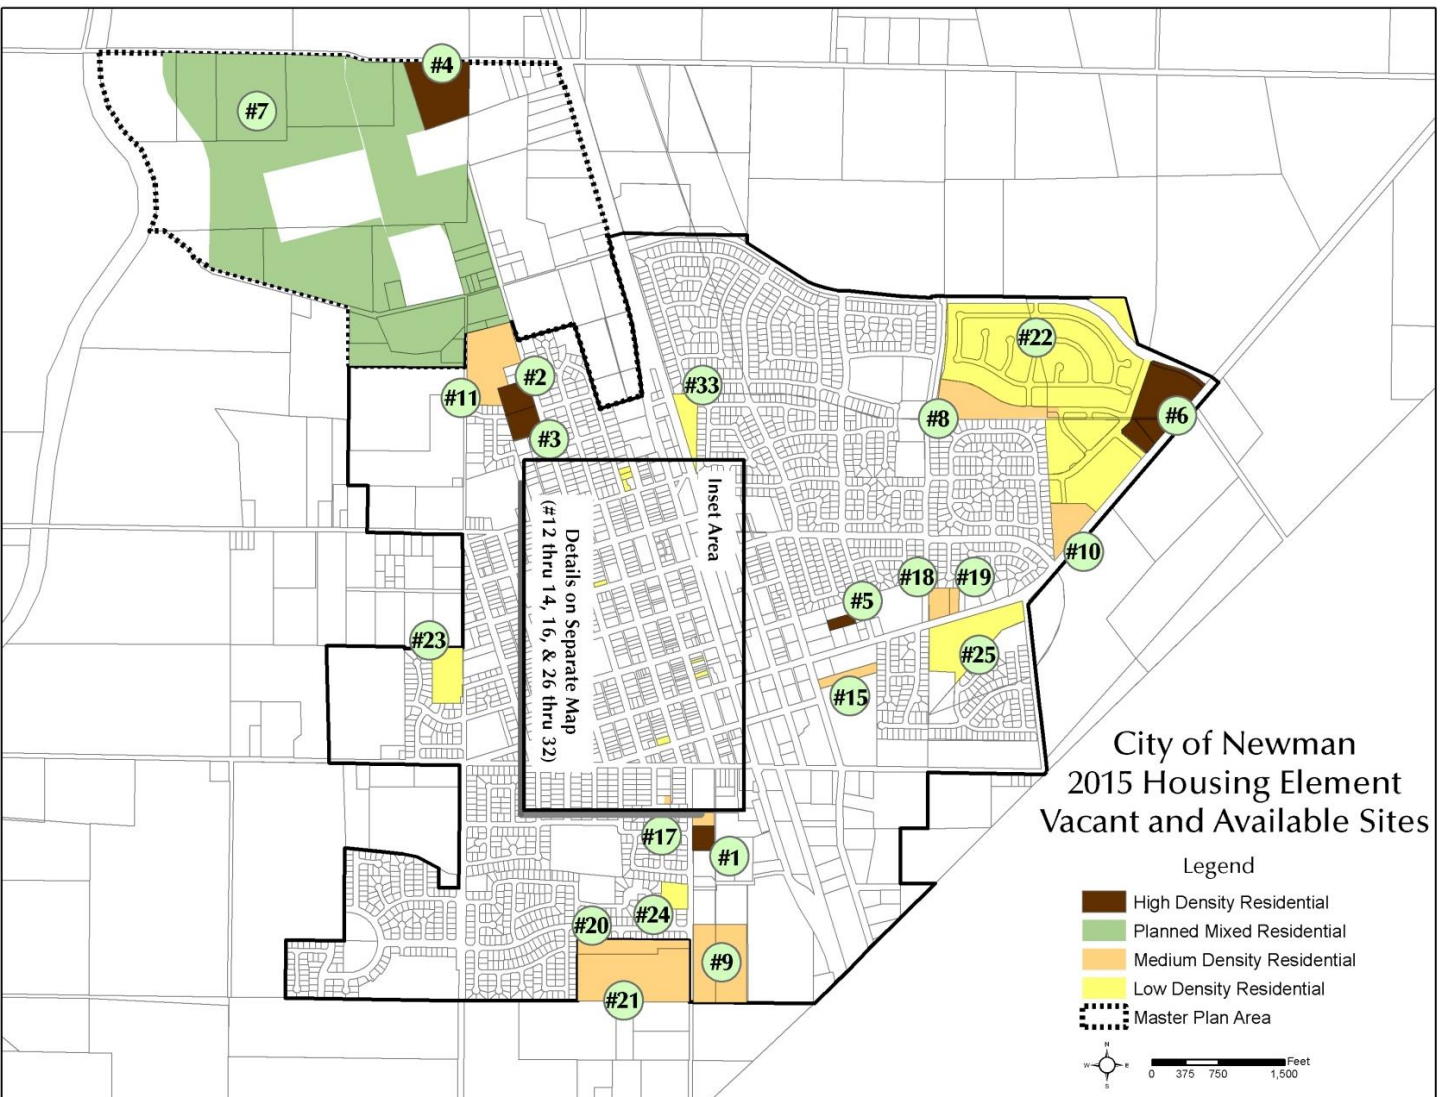 #4
#7
#22
#2
#33
#11
#8
#6
#3
Inset Area
Details on Separate Map
(#12 thru 14, 16, & 26 thru 32)
#10
#18
#19
#5
#23
#25
#15
City of Newman
2015 Housing Element
Vacant and Available Sites
#17
#1
#24
#20
#9
#21
Legend
High Density Residential
Planned Mixed Residential
Medium Density Residential
Low Density Residential
Master Plan Area
N
W E
S
Feet
0 375 750 1,500